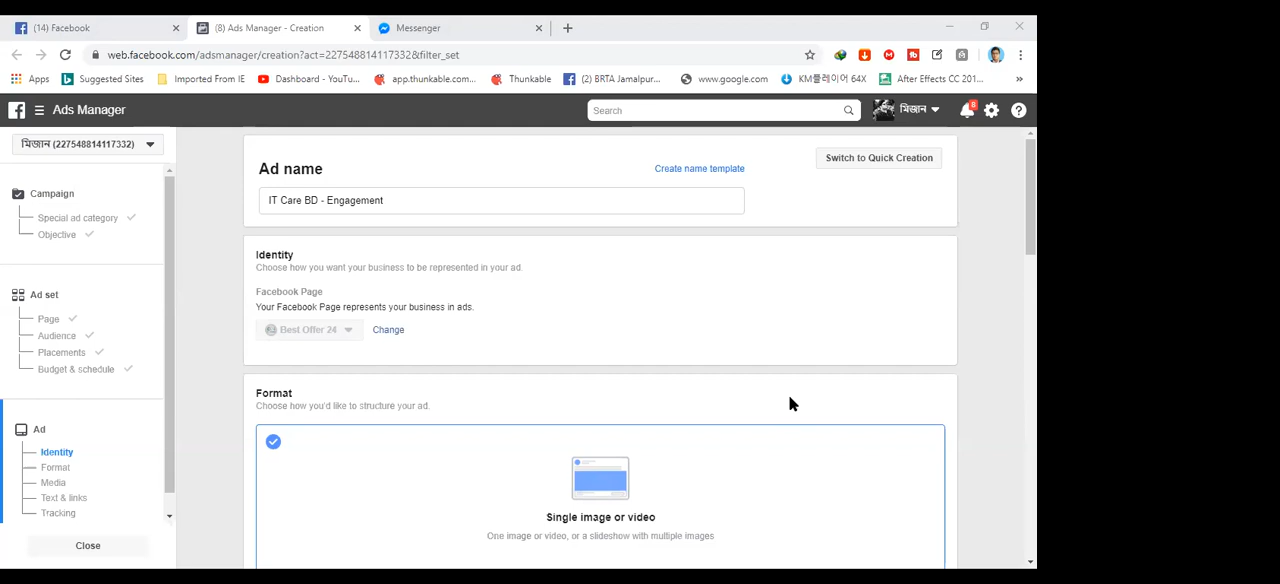 (14) Facebook
(8) Ads Manager - Creation
Messenger
web.facebook.com/adsmanager/creation?act=227548814117332&filter_set
Apps
Suggested Sites
Imported From IE
Dashboard - YouTu...
app.thunkable.com...
Thunkable
(2) BRTA Jamalpur...
www.google.com
KM플레이어 64X
After Effects CC 201...
»
Ads Manager
Search
মিজান
8
মিজান (227548814117332)
Campaign
Special ad category
Objective
Ad set
Page
Audience
Placements
Budget & schedule
Ad
Identity
Format
Media
Text & links
Tracking
Close
Ad name
Create name template
Switch to Quick Creation
IT Care BD - Engagement
Identity
Choose how you want your business to be represented in your ad.
Facebook Page
Your Facebook Page represents your business in ads.
Best Offer 24
Change
Format
Choose how you'd like to structure your ad.
Single image or video
One image or video, or a slideshow with multiple images